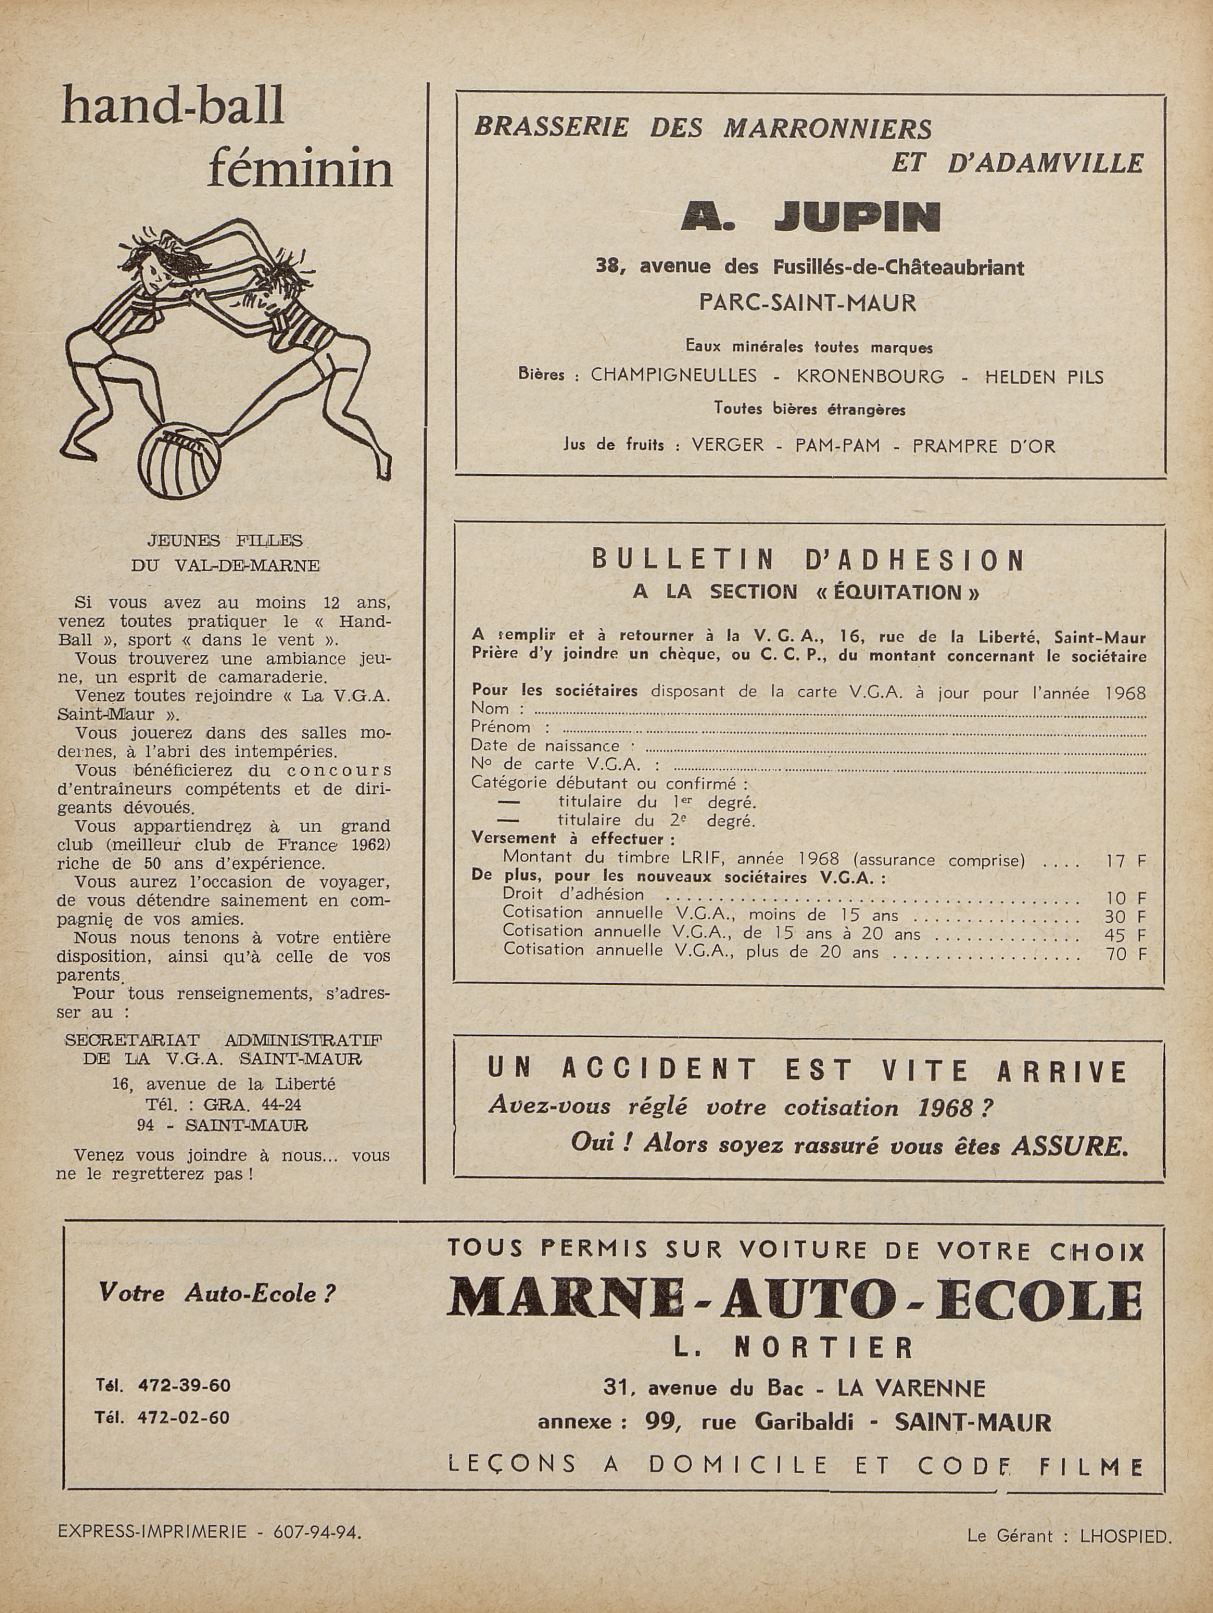 hand-ball
féminin
JEUNES FILLES
DU VAL-DE-MARNE
Si vous avez au moins 12 ans,
venez toutes pratiquer le « Hand-
Ball », sport « dans le vent ».
Vous trouverez une ambiance jeu-
ne, un esprit de camaraderie.
Venez toutes rejoindre « La V.G.A.
Saint-Maur ».
Vous jouerez dans des salles mo-
dernes, à l'abri des intempéries.
Vous bénéficierez du concours
d'entraîneurs compétents et de diri-
geants dévoués.
Vous appartiendrez à un grand
club (meilleur club de France 1962)
riche de 50 ans d'expérience.
Vous aurez l'occasion de voyager,
de vous détendre sainement en com-
pagnie de vos amies.
Nous nous tenons à votre entière
disposition, ainsi qu'à celle de vos
parents.
Pour tous renseignements, s'adres-
ser au :
SECRETARIAT ADMINISTRATIF
DE LA V.G.A. SAINT-MAUR
16, avenue de la Liberté
Tél. : GRA. 44-24
94 - SAINT-MAUR
Venez vous joindre à nous... vous
ne le regretterez pas !
BRASSERIE DES MARRONNIERS
ET D'ADAMVILLE
A. JUPIN
38, avenue des Fusillés-de-Châteaubriant
PARC-SAINT-MAUR
Eaux minérales toutes marques
Bières : CHAMPIGNEULLES - KRONENBOURG - HELDEN PILS
Toutes bières étrangères
Jus de fruits : VERGER - PAM-PAM - PRAMPRE D'OR
BULLETIN D'ADHESION
A LA SECTION « ÉQUITATION »
A remplir et à retourner à la V. G. A., 16, rue de la Liberté, Saint-Maur
Prière d'y joindre un chèque, ou C. C. P., du montant concernant le sociétaire
Pour les sociétaires disposant de la carte V.G.A. à jour pour l'année 1968
Nom :
Prénom :
Date de naissance :
No de carte V.G.A. :
Catégorie débutant ou confirmé :
— titulaire du 1er degré.
— titulaire du 2e degré.
Versement à effectuer :
Montant du timbre LRIF, année 1968 (assurance comprise) .... 17 F
De plus, pour les nouveaux sociétaires V.G.A. :
Droit d'adhésion .................................... 10 F
Cotisation annuelle V.G.A., moins de 15 ans ............... 30 F
Cotisation annuelle V.G.A., de 15 ans à 20 ans ............. 45 F
Cotisation annuelle V.G.A., plus de 20 ans ................. 70 F
UN ACCIDENT EST VITE ARRIVE
Avez-vous réglé votre cotisation 1968 ?
Oui ! Alors soyez rassuré vous êtes ASSURE.
TOUS PERMIS SUR VOITURE DE VOTRE CHOIX
Votre Auto-Ecole ?
MARNE - AUTO - ECOLE
L. NORTIER
Tél. 472-39-60
31, avenue du Bac - LA VARENNE
Tél. 472-02-60
annexe : 99, rue Garibaldi - SAINT-MAUR
LEÇONS A DOMICILE ET CODE FILME
EXPRESS-IMPRIMERIE - 607-94-94.
Le Gérant : LHOSPIED.